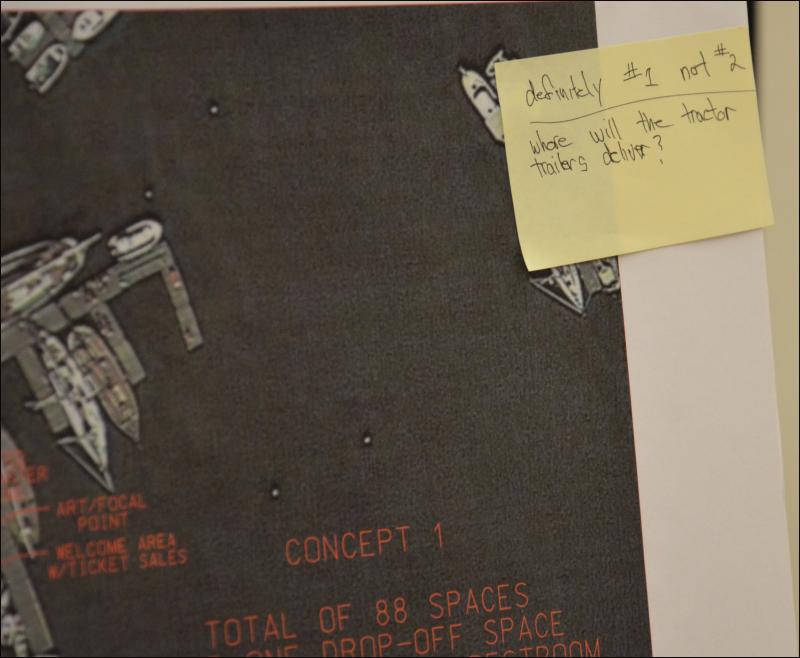 definitely #1 not #2
where will the tractor
trailers deliver?
ART/FOCAL
POINT
WELCOME AREA
W/TICKET SALES
CONCEPT 1
TOTAL OF 88 SPACES
ONE DROP-OFF SPACE
RESTROOM